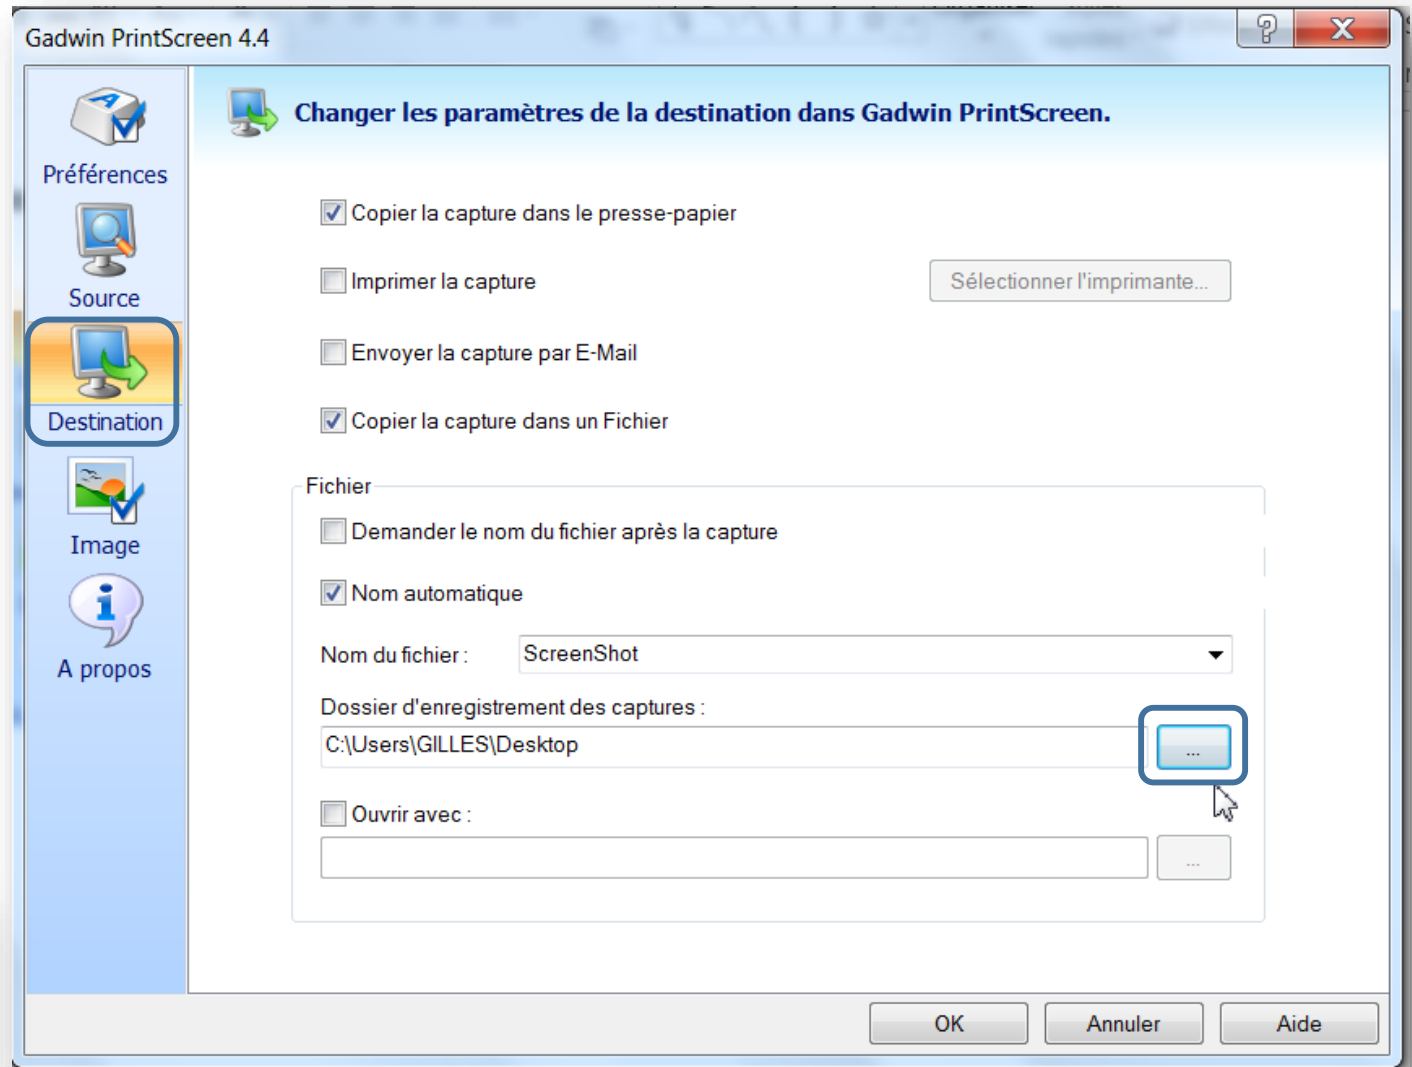 Gadwin PrintScreen 4.4
Changer les paramètres de la destination dans Gadwin PrintScreen.
Préférences
Source
Destination
Image
A propos
Copier la capture dans le presse-papier
Imprimer la capture
Sélectionner l'imprimante...
Envoyer la capture par E-Mail
Copier la capture dans un Fichier
Fichier
Demander le nom du fichier après la capture
Nom automatique
Nom du fichier :
ScreenShot
Dossier d'enregistrement des captures :
C:\Users\GILLES\Desktop
...
Ouvrir avec :
...
OK
Annuler
Aide